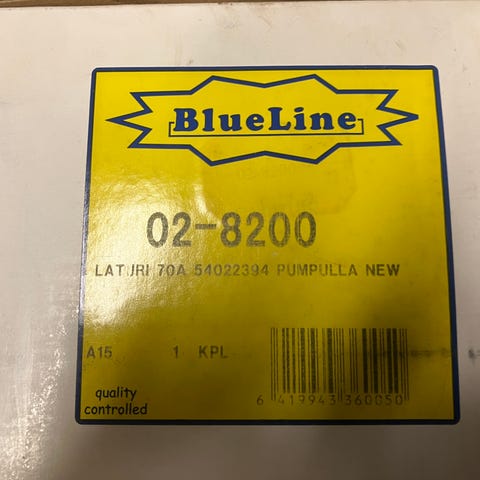 BlueLine
02-8200
LATURI 70A 54022394 PUMPULLA NEW
A15 1 KPL
quality
controlled
6 419943 360050